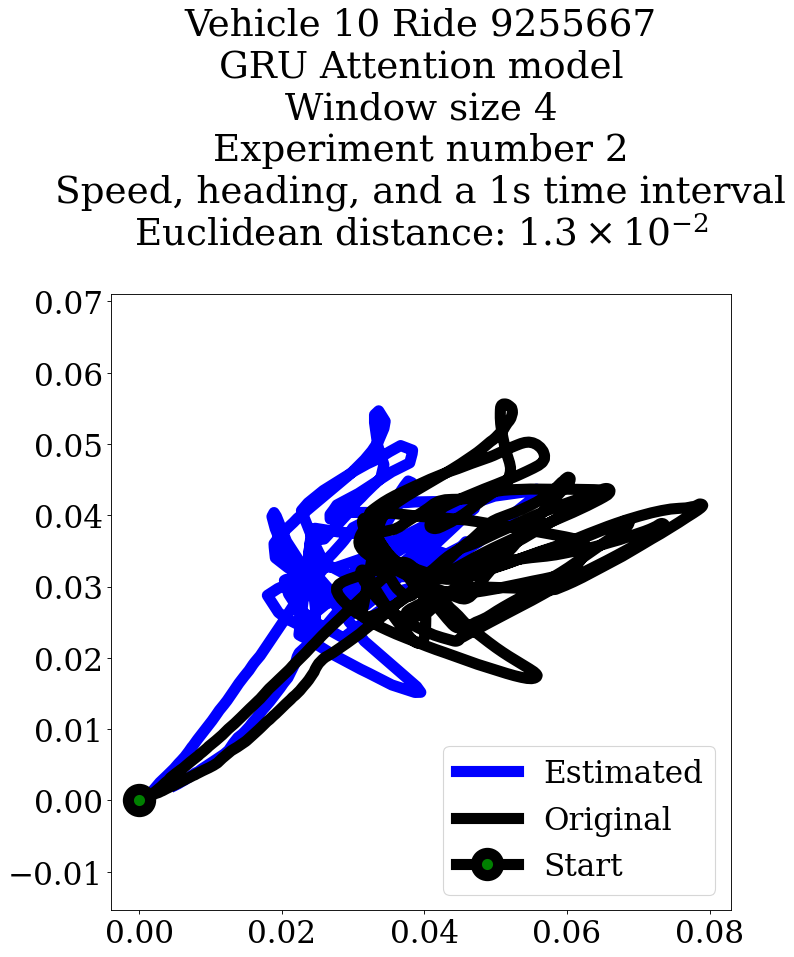 Vehicle 10 Ride 9255667
GRU Attention model
Window size 4
Experiment number 2
Speed, heading, and a 1s time interval
Euclidean distance: 1.3 × 10⁻²
0.07
0.06
0.05
0.04
0.03
0.02
0.01
0.00
−0.01
Estimated
Original
Start
0.00 0.02 0.04 0.06 0.08